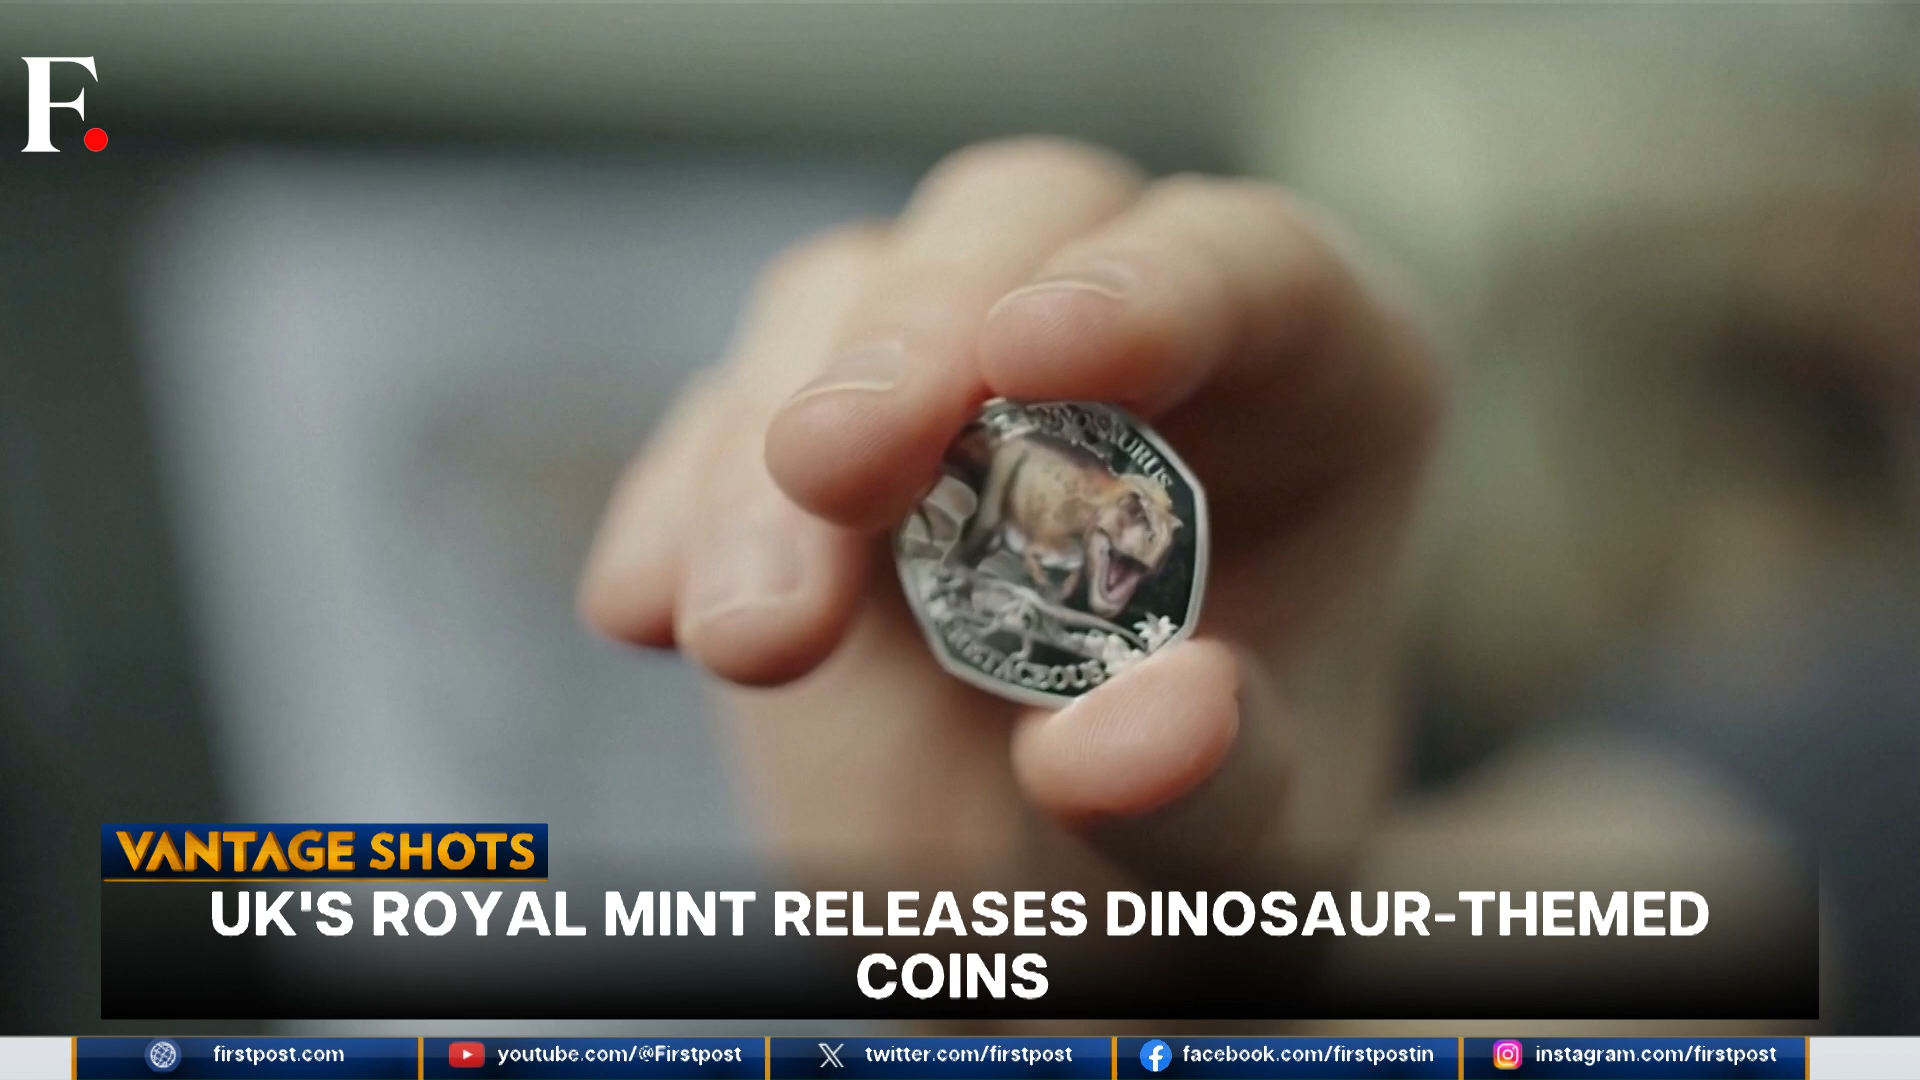 F.
VANTAGE SHOTS
UK'S ROYAL MINT RELEASES DINOSAUR-THEMED
COINS
firstpost.com
youtube.com/@Firstpost
twitter.com/firstpost
facebook.com/firstpostin
instagram.com/firstpost